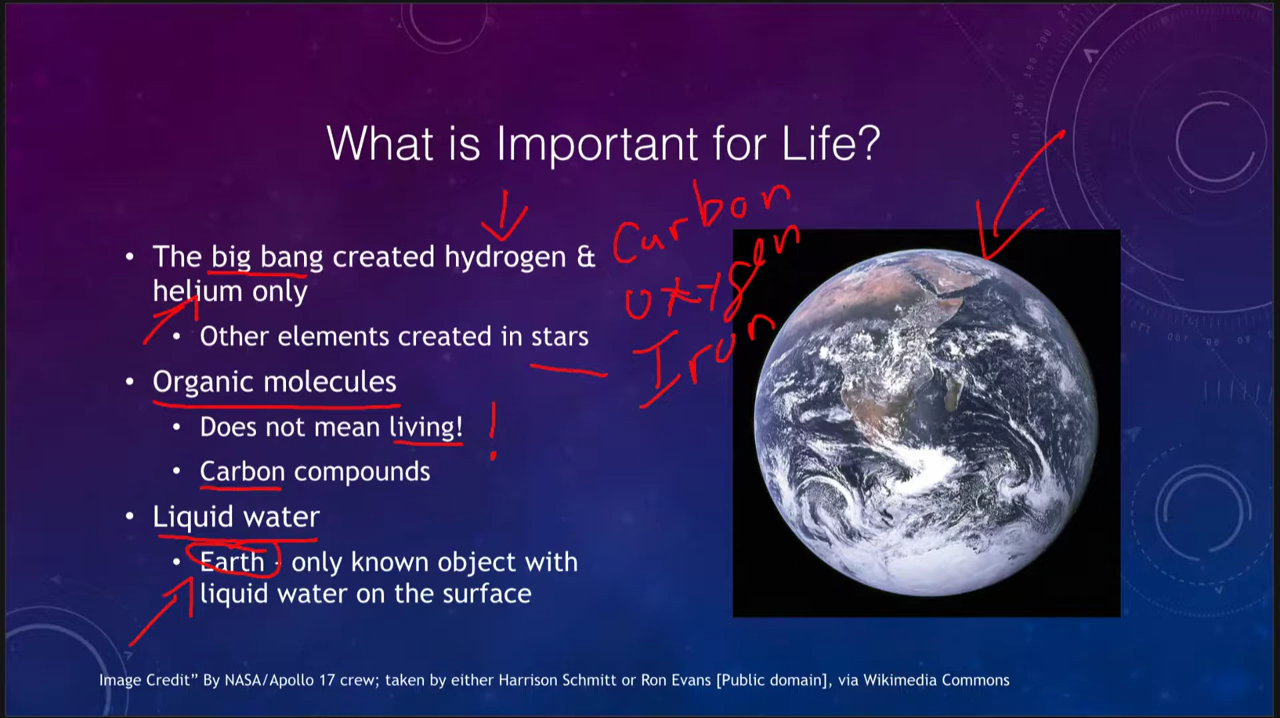 What is Important for Life?
• The big bang created hydrogen &
helium only
• Other elements created in stars
• Organic molecules
• Does not mean living!
!
• Carbon compounds
• Liquid water
• Earth - only known object with
liquid water on the surface
Carbon
oxygen
Iron
Image Credit” By NASA/Apollo 17 crew; taken by either Harrison Schmitt or Ron Evans [Public domain], via Wikimedia Commons